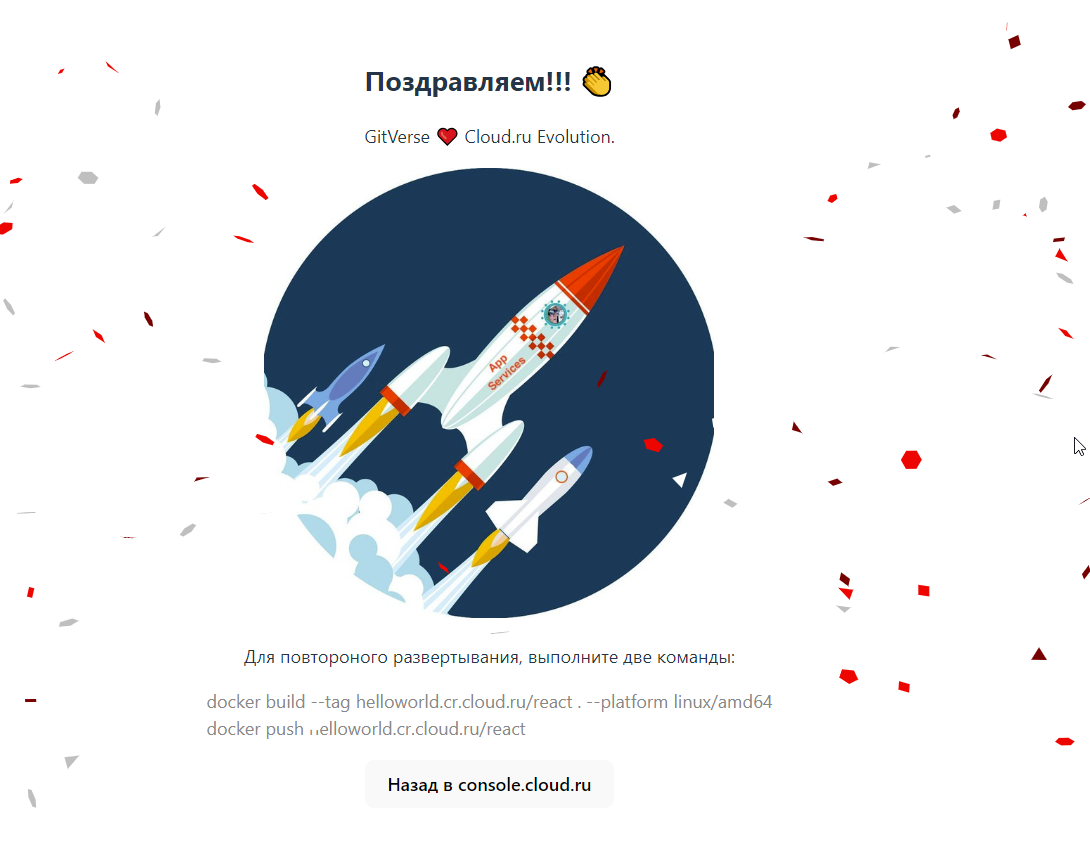 Поздравляем!!! 👏
GitVerse ❤️ Cloud.ru Evolution.
App
Services
Для повтороного развертывания, выполните две команды:
docker build --tag helloworld.cr.cloud.ru/react . --platform linux/amd64
docker push helloworld.cr.cloud.ru/react
Назад в console.cloud.ru